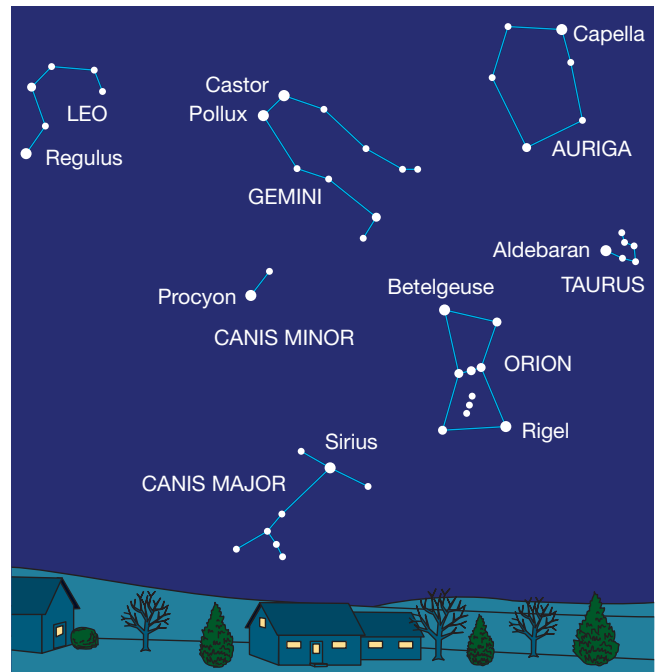 Capella
Castor
LEO
Pollux
AURIGA
Regulus
GEMINI
Aldebaran
TAURUS
Betelgeuse
Procyon
CANIS MINOR
ORION
Rigel
Sirius
CANIS MAJOR